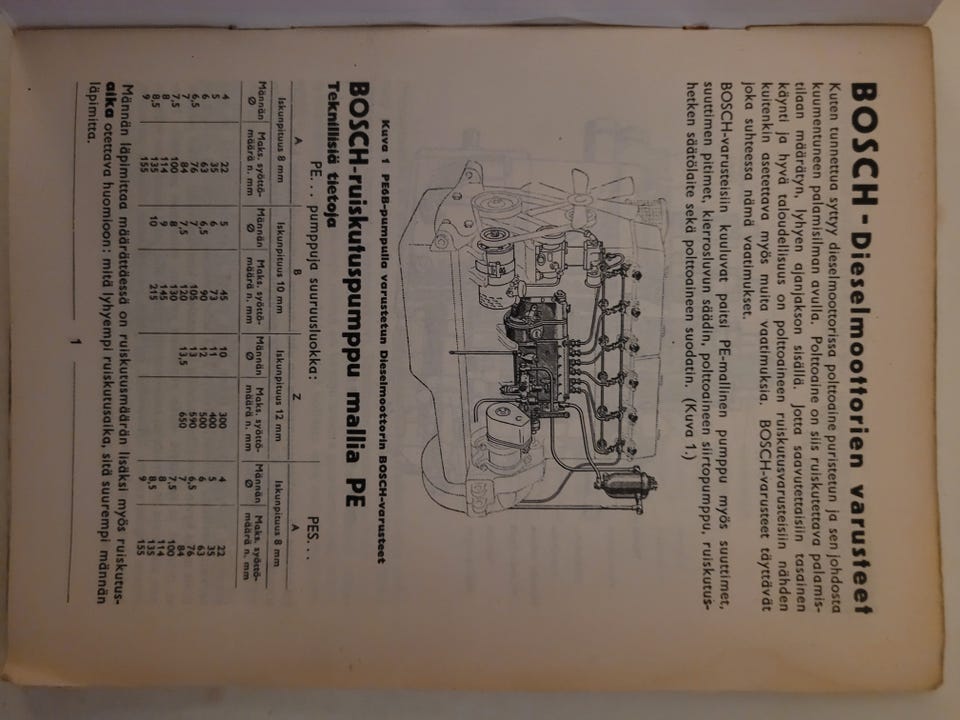 BOSCH-Dieselmoottorien varusteet
Kuten tunnettua syttyy dieselmoottorissa polttoaine puristetun ja sen johdosta
kuumentuneen palamisilman avulla. Polttoaine on siis ruiskutettava palamis-
tilaan määrätyn, lyhyen ajanjakson sisällä. Jotta saavutettaisiin tasainen
käynti ja hyvä taloudellisuus on polttoaineen ruiskutusvarusteisiin nähden
kuitenkin asetettava myös muita vaatimuksia. BOSCH-varusteet täyttävät
joka suhteessa nämä vaatimukset.
BOSCH-varusteisiin kuuluvat paitsi PE-mallinen pumppu myös suuttimet,
suuttimen pitimet, kierrosluvun säädin, polttoaineen siirtopumppu, ruiskutus-
hetken säätölaite sekä polttoaineen suodatin. (Kuva 1.)
Kuva 1 PE6B-pumpulla varustetun Dieselmoottorin BOSCH-varusteet
BOSCH-ruiskutuspumppu mallia PE
Teknillisiä tietoja
PE... pumppuja suuruusluokka: PES...
A B Z A
Iskunpituus 8 mm Iskunpituus 10 mm Iskunpituus 12 mm Iskunpituus 8 mm
Männän Maks. syöttö- Männän Maks. syöttö- Männän Maks. syöttö- Männän Maks. syöttö-
Ø määrä n. mm Ø määrä n. mm Ø määrä n. mm Ø määrä n. mm
4 22 5 45 10 300 4 22
5 35 6 73 11 400 5 35
6 63 6,5 90 12 500 6 63
6,5 76 7 105 13 590 6,5 76
7 84 7,5 120 13,5 650 7 84
7,5 100 8 130 7,5 100
8 114 9 145 8 114
8,5 135 10 215 8,5 135
9 155 9 155
Männän läpimittaa määrättäessä on ruiskutusmäärän lisäksi myös ruiskutus-
aika otettava huomioon: mitä lyhyempi ruiskutusaika, sitä suurempi männän
läpimitta.
1